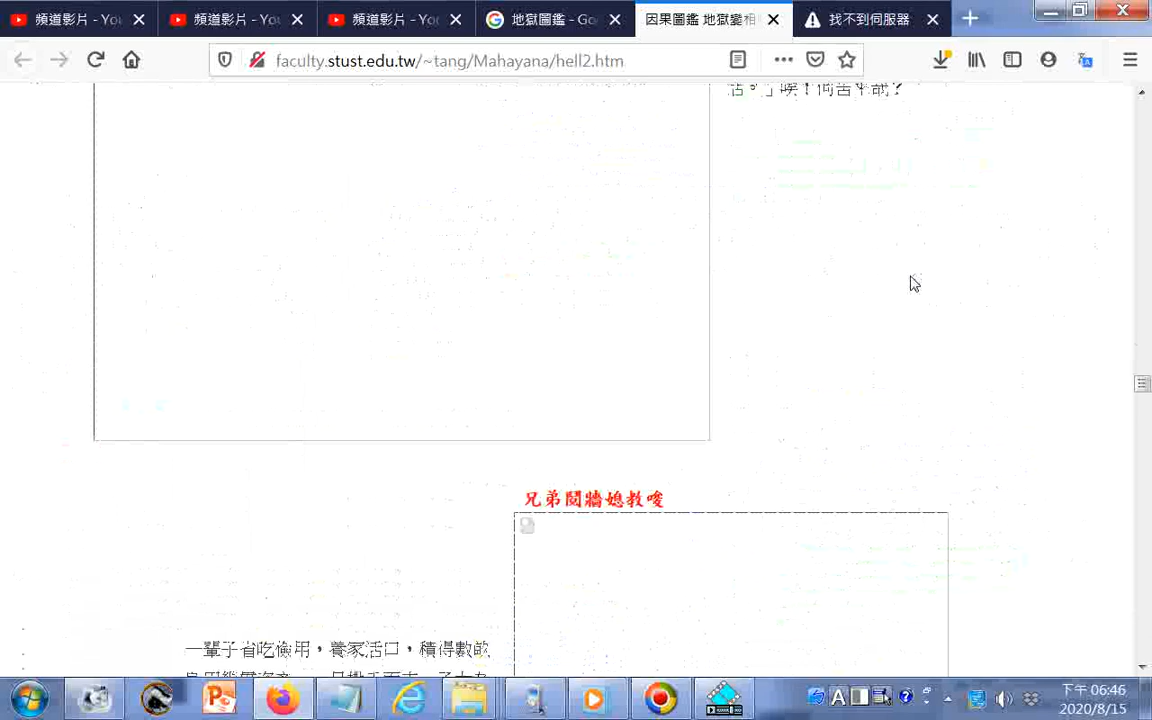 頻道影片 - You
頻道影片 - You
頻道影片 - You
地獄圖鑑 - Go
因果圖鑑 地獄變相
找不到伺服器
faculty.stust.edu.tw/~tang/Mahayana/hell2.htm
兄弟鬩牆媳教唆
一輩子省吃儉用，養家活口，積得數畝
下午 06:46
2020/8/15